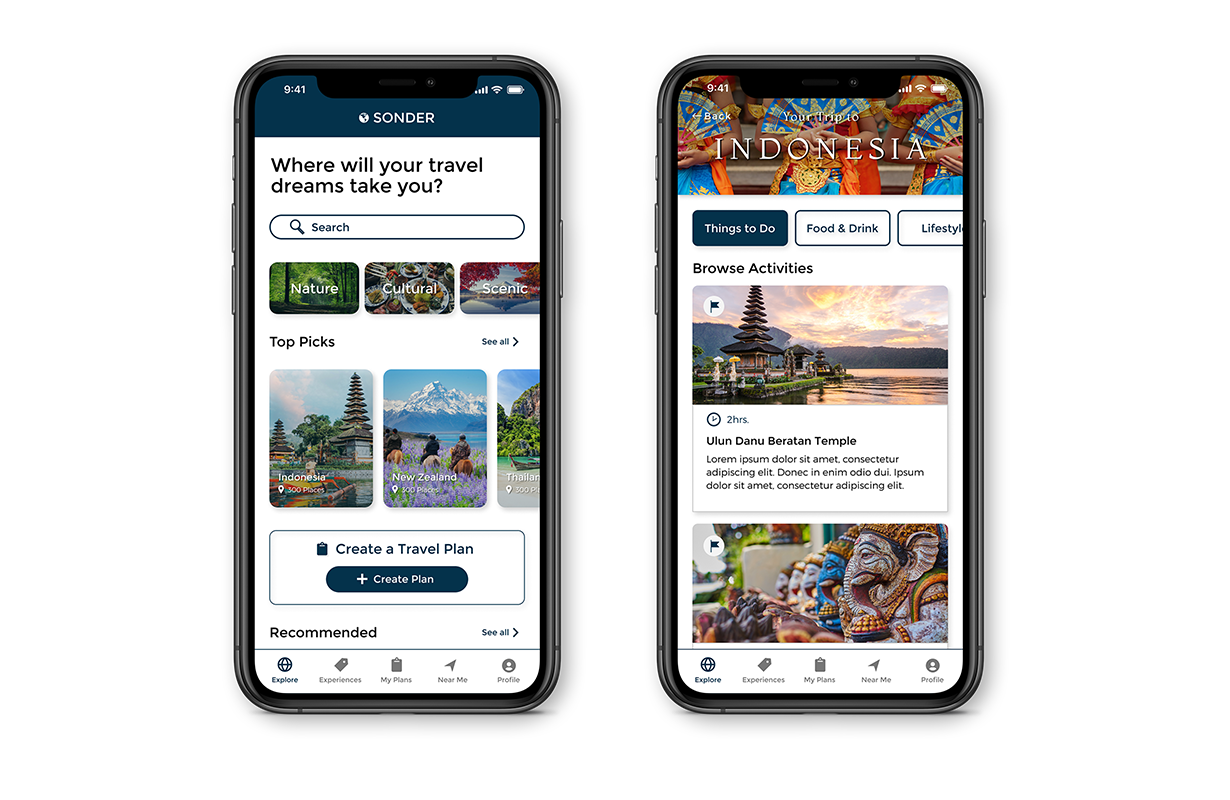 9:41
SONDER
Where will your travel
dreams take you?
Search
Nature
Cultural
Scenic
Top Picks
See all
Indonesia
300 Places
New Zealand
300 Places
Thailan
300 Pl
Create a Travel Plan
Create Plan
Recommended
See all
Explore
Experiences
My Plans
Near Me
Profile
9:41
Back
Your Trip to
INDONESIA
Things to Do
Food & Drink
Lifestyle
Browse Activities
2hrs.
Ulun Danu Beratan Temple
Lorem ipsum dolor sit amet, consectetur
adipiscing elit. Donec in enim odio dui. Ipsum
dolor sit amet, consectetur adipiscing elit.
Explore
Experiences
My Plans
Near Me
Profile